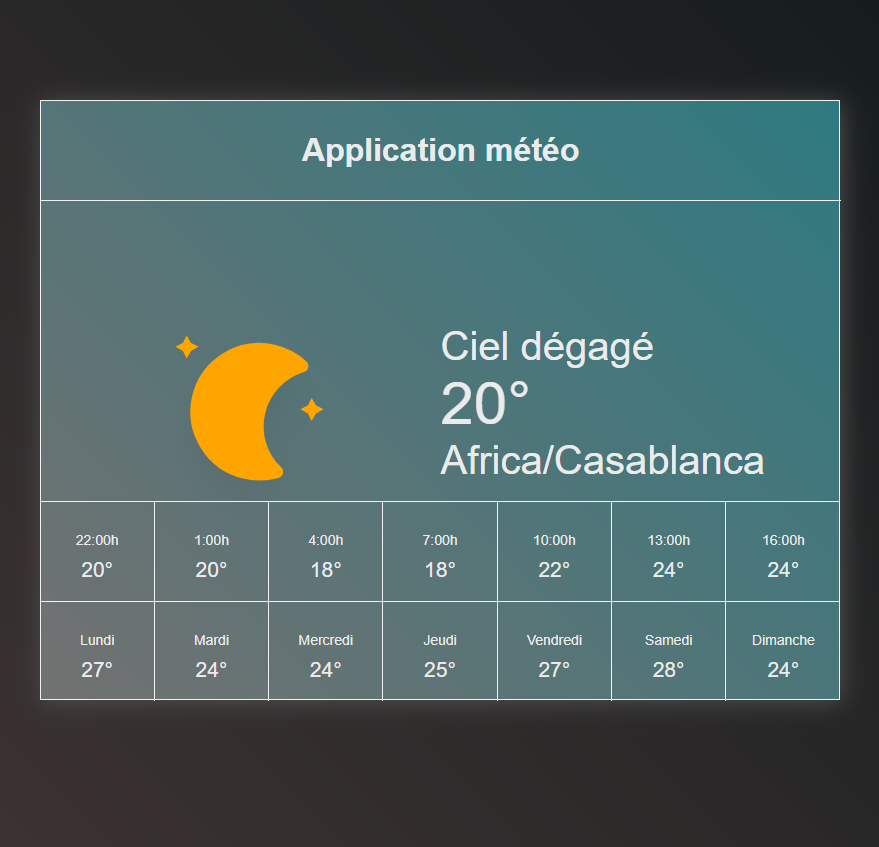 Application météo
Ciel dégagé
20°
Africa/Casablanca
22:00h 1:00h 4:00h 7:00h 10:00h 13:00h 16:00h
20° 20° 18° 18° 22° 24° 24°
Lundi Mardi Mercredi Jeudi Vendredi Samedi Dimanche
27° 24° 24° 25° 27° 28° 24°